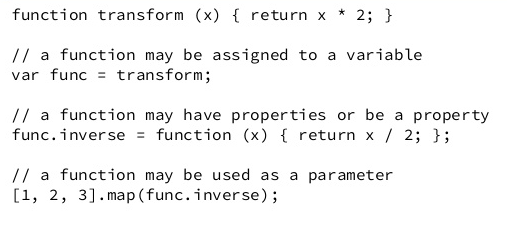 function transform (x) { return x * 2; }
// a function may be assigned to a variable
var func = transform;
// a function may have properties or be a property
func.inverse = function (x) { return x / 2; };
// a function may be used as a parameter
[1, 2, 3].map(func.inverse);